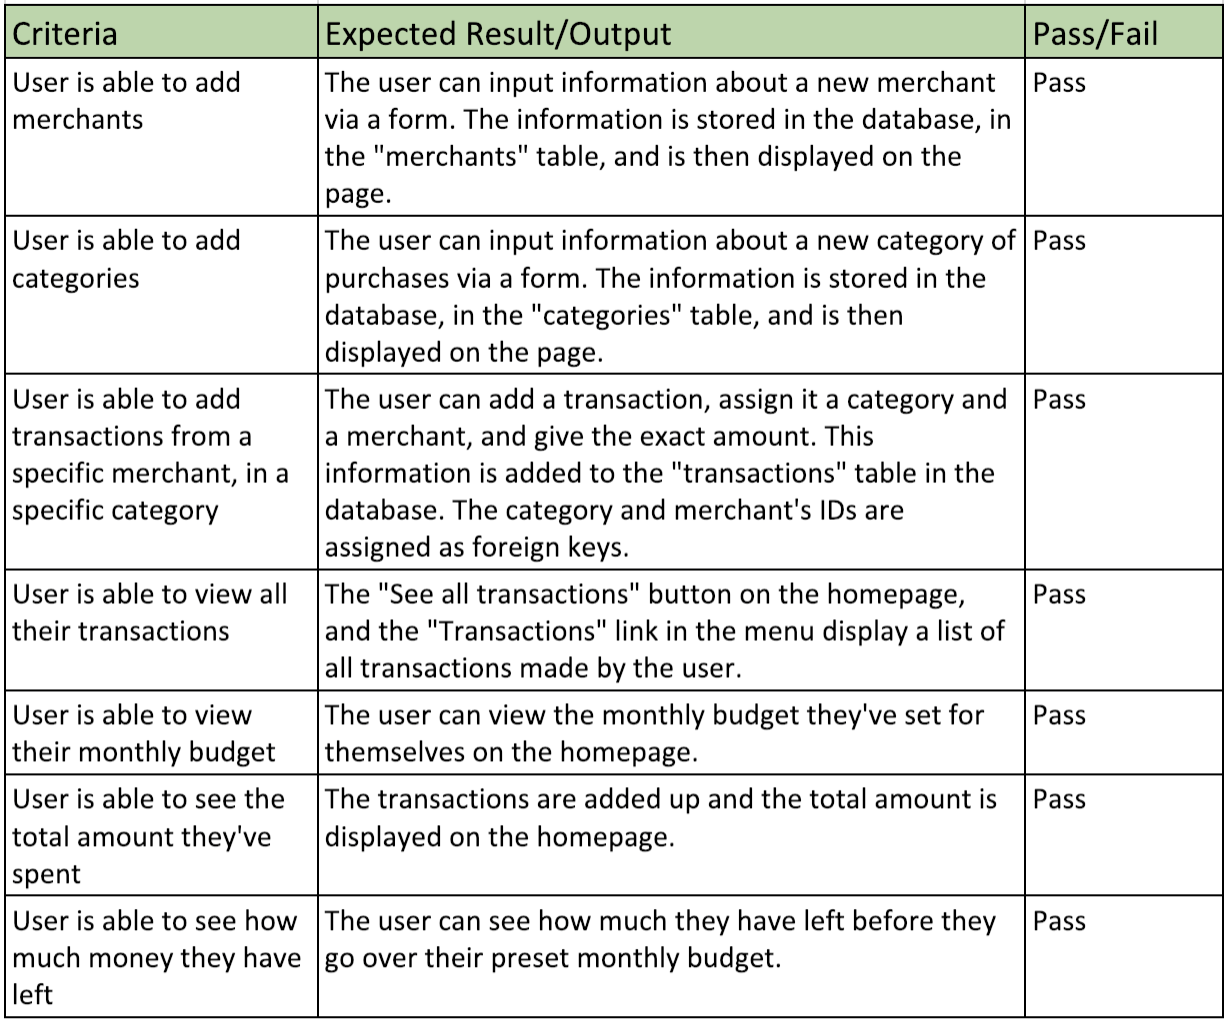 Criteria
Expected Result/Output
Pass/Fail
User is able to add
merchants
The user can input information about a new merchant
via a form. The information is stored in the database, in
the "merchants" table, and is then displayed on the
page.
Pass
User is able to add
categories
The user can input information about a new category of
purchases via a form. The information is stored in the
database, in the "categories" table, and is then
displayed on the page.
Pass
User is able to add
transactions from a
specific merchant, in a
specific category
The user can add a transaction, assign it a category and
a merchant, and give the exact amount. This
information is added to the "transactions" table in the
database. The category and merchant's IDs are
assigned as foreign keys.
Pass
User is able to view all
their transactions
The "See all transactions" button on the homepage,
and the "Transactions" link in the menu display a list of
all transactions made by the user.
Pass
User is able to view
their monthly budget
The user can view the monthly budget they've set for
themselves on the homepage.
Pass
User is able to see the
total amount they've
spent
The transactions are added up and the total amount is
displayed on the homepage.
Pass
User is able to see how
much money they have
left
The user can see how much they have left before they
go over their preset monthly budget.
Pass